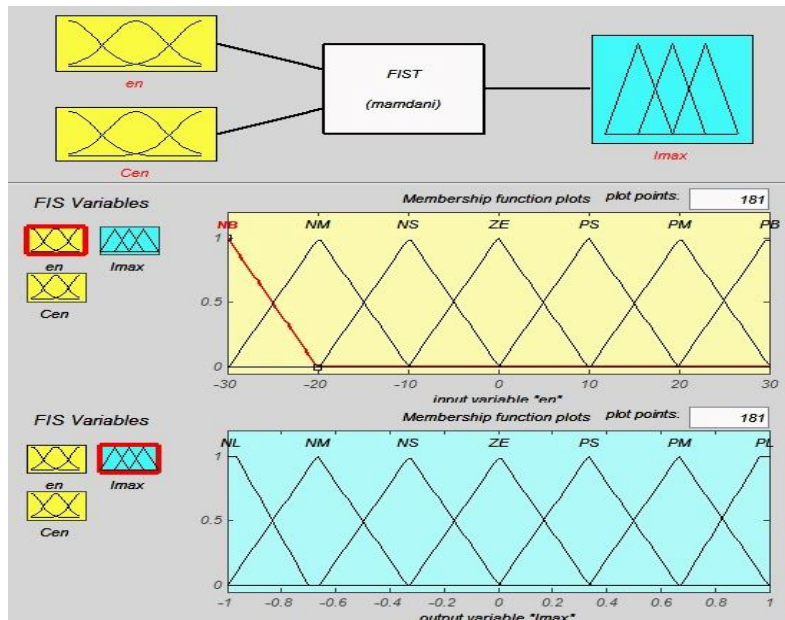 en
FIST
(mamdani)
Cen
Imax
FIS Variables
Membership function plots plot points: 181
NB NM NS ZE PS PM PB
en Imax
Cen
1
0.5
0
-30 -20 -10 0 10 20 30
input variable "en"
FIS Variables
Membership function plots plot points: 181
NL NM NS ZE PS PM PL
en Imax
Cen
1
0.5
0
-1 -0.8 -0.6 -0.4 -0.2 0 0.2 0.4 0.6 0.8 1
output variable "Imax"